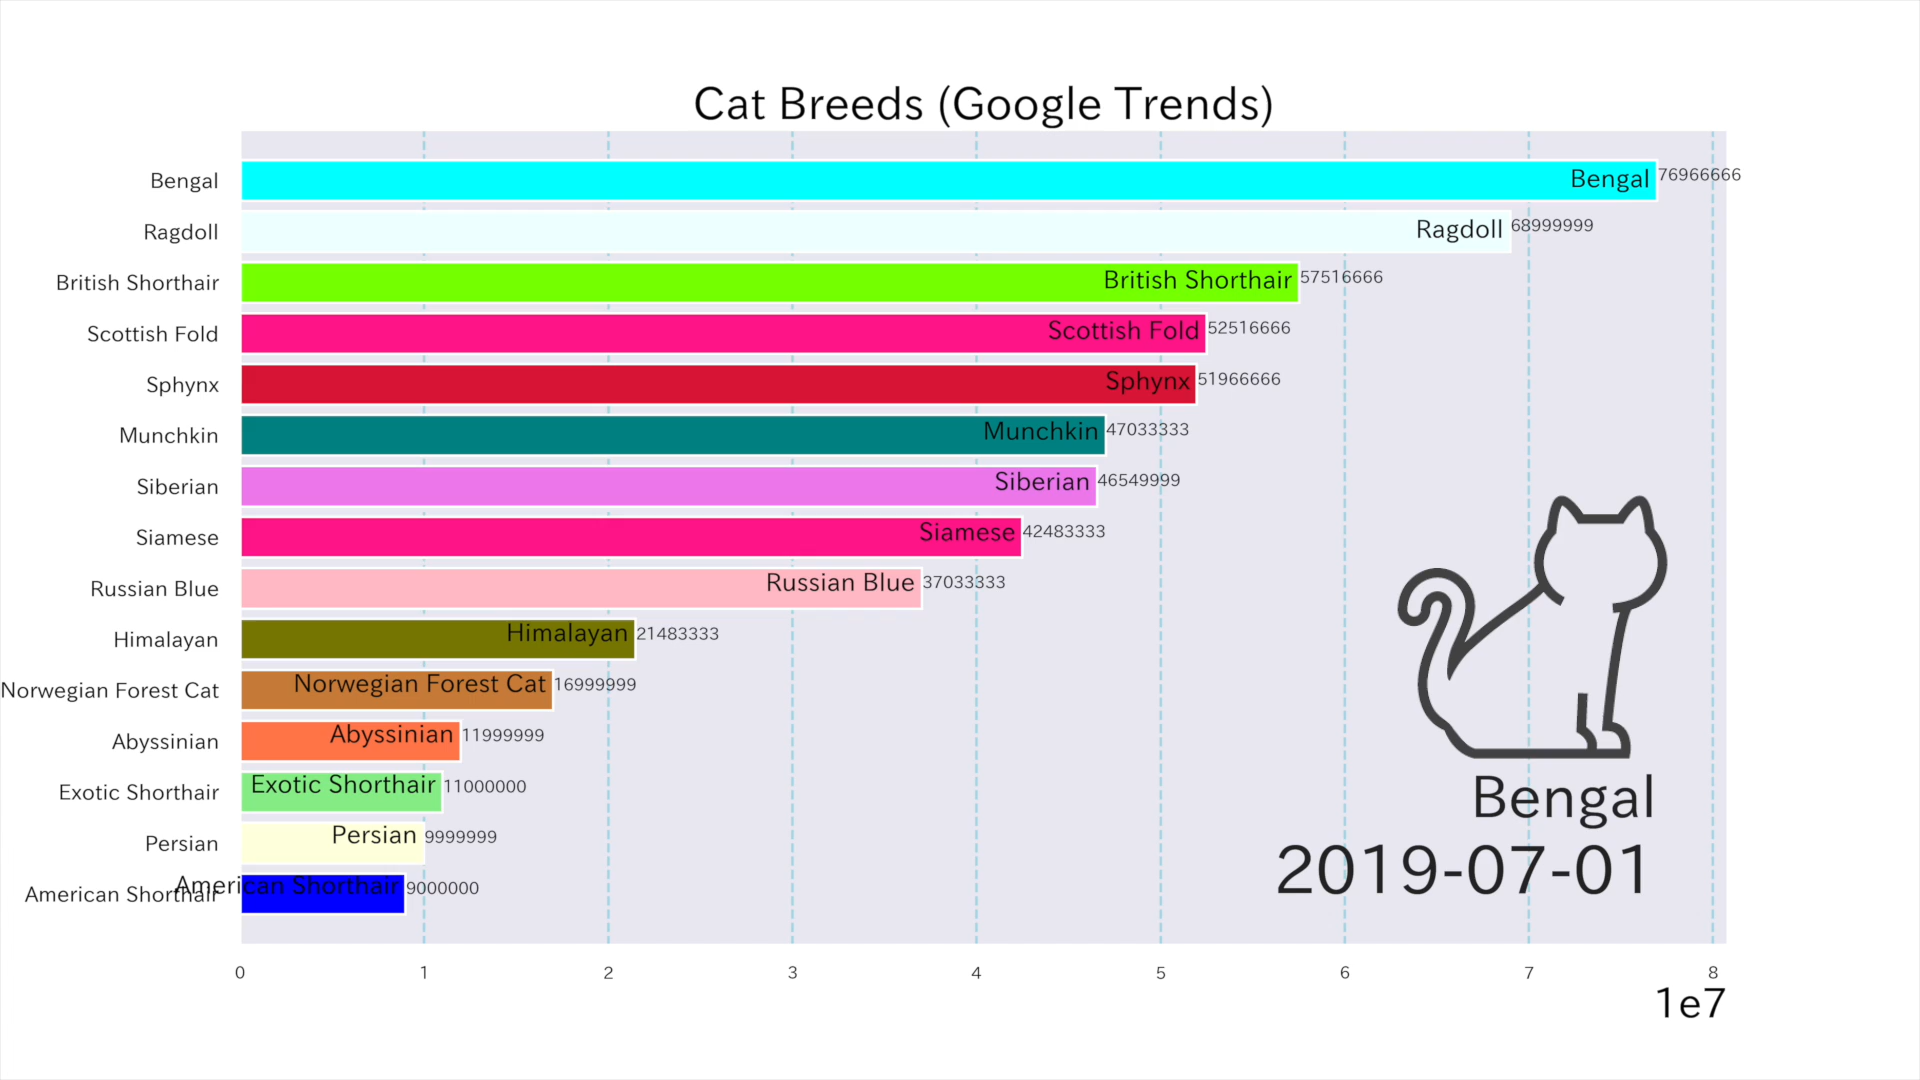 Cat Breeds (Google Trends)
Bengal Bengal 76966666
Ragdoll Ragdoll 68999999
British Shorthair British Shorthair 57516666
Scottish Fold Scottish Fold 52516666
Sphynx Sphynx 51966666
Munchkin Munchkin 47033333
Siberian Siberian 46549999
Siamese Siamese 42483333
Russian Blue Russian Blue 37033333
Himalayan Himalayan 21483333
Norwegian Forest Cat Norwegian Forest Cat 16999999
Abyssinian Abyssinian 11999999
Exotic Shorthair Exotic Shorthair 11000000
Persian Persian 9999999
American Shorthair American Shorthair 9000000
Bengal
2019-07-01
0 1 2 3 4 5 6 7 8
1e7